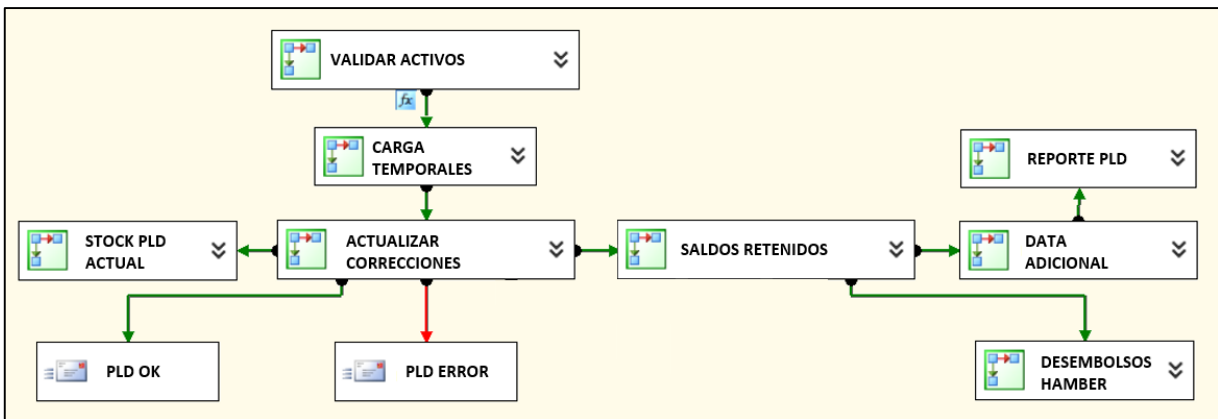 VALIDAR ACTIVOS
fx
CARGA
TEMPORALES
REPORTE PLD
STOCK PLD
ACTUAL
ACTUALIZAR
CORRECCIONES
SALDOS RETENIDOS
DATA
ADICIONAL
PLD OK
PLD ERROR
DESEMBOLSOS
HAMBER